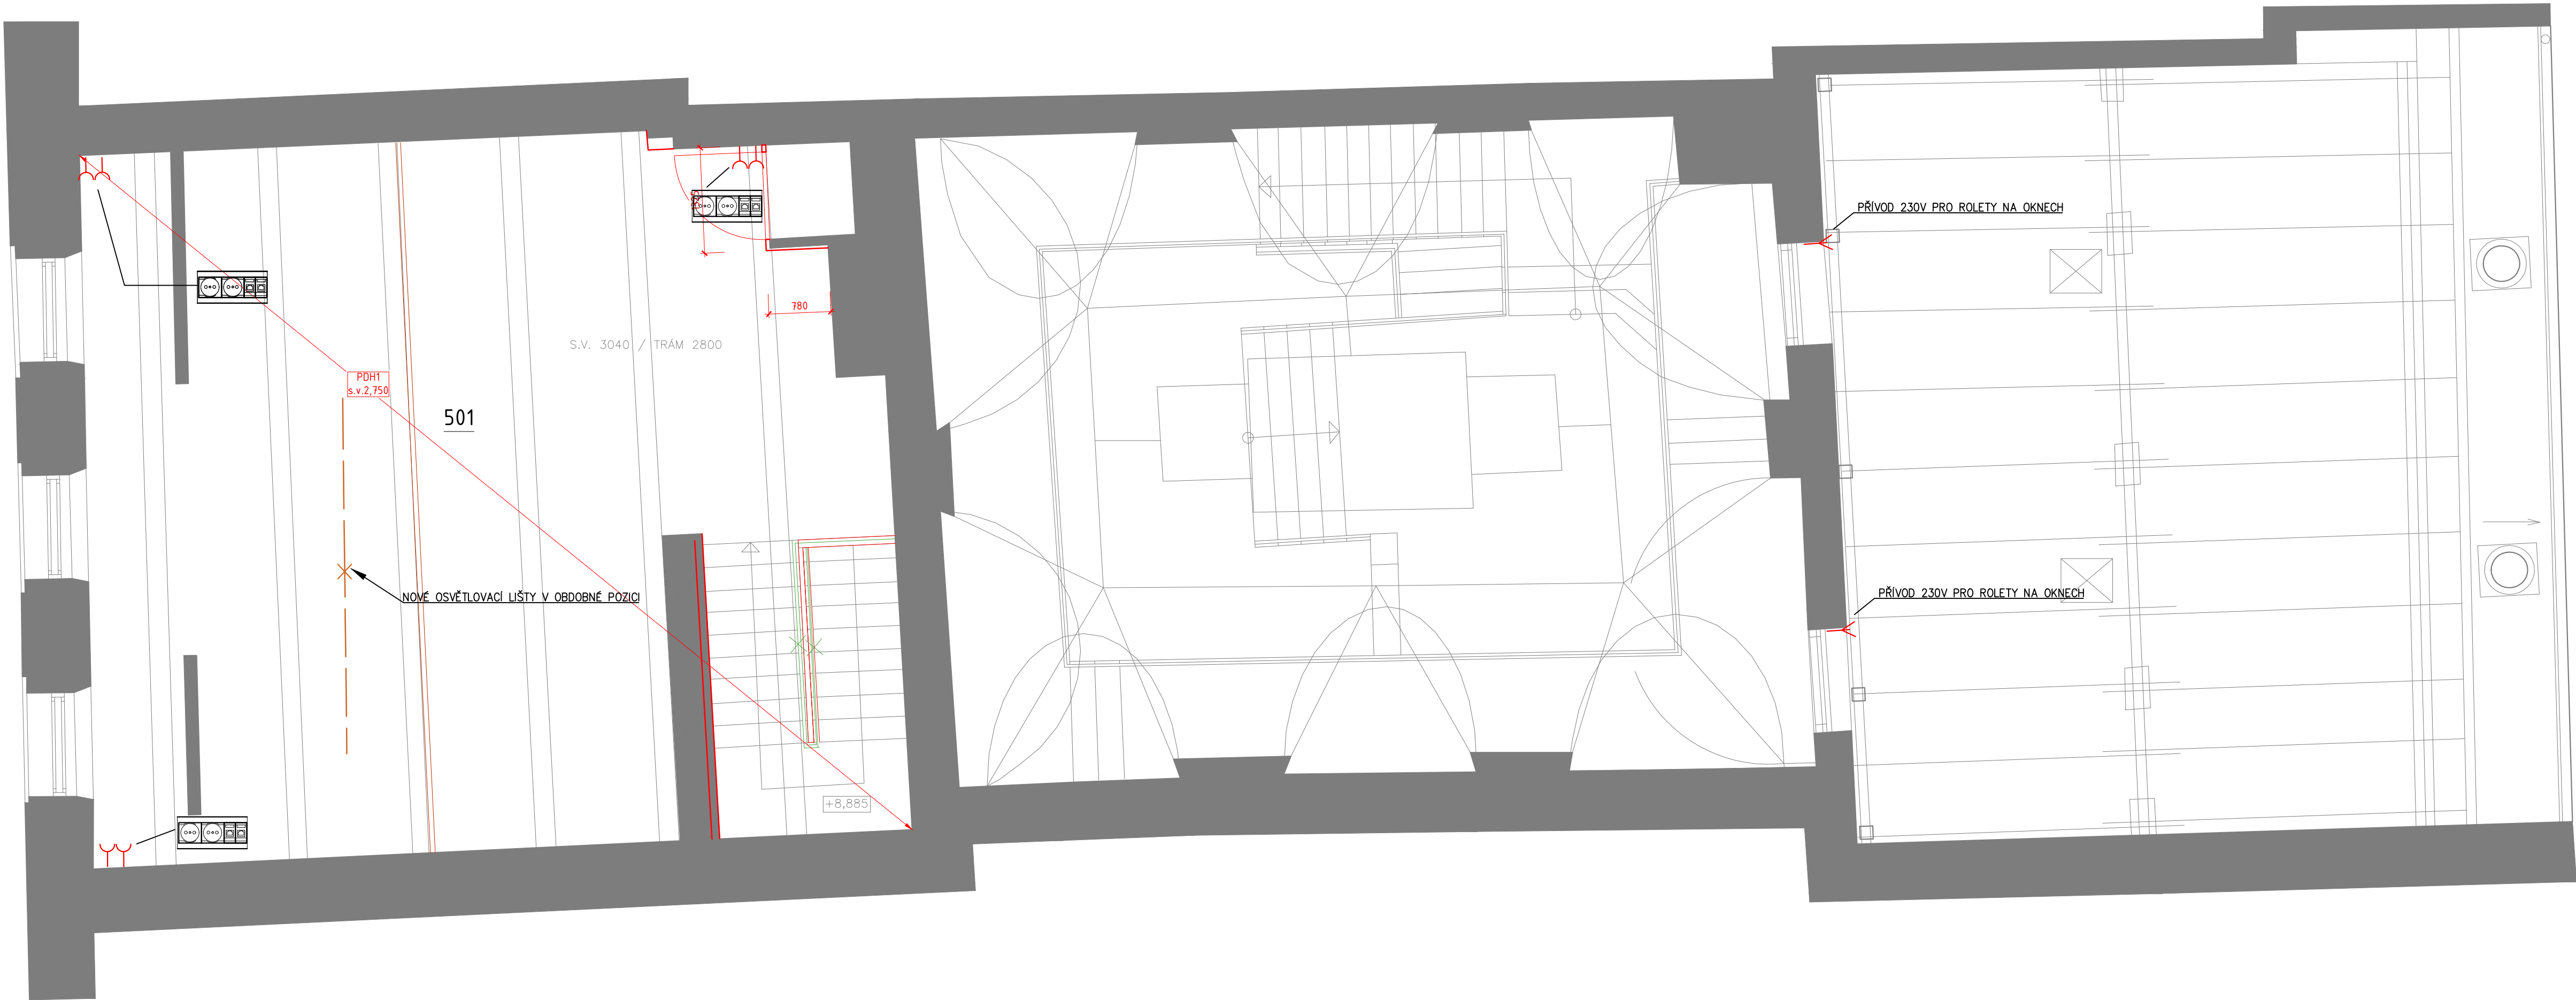 PŘÍVOD 230V PRO ROLETY NA OKNECH
780
S.V. 3040 / TRÁM 2800
PDH1
s.v.2,750
501
NOVÉ OSVĚTLOVACÍ LIŠTY V OBDOBNÉ POZICI
PŘÍVOD 230V PRO ROLETY NA OKNECH
+8,885